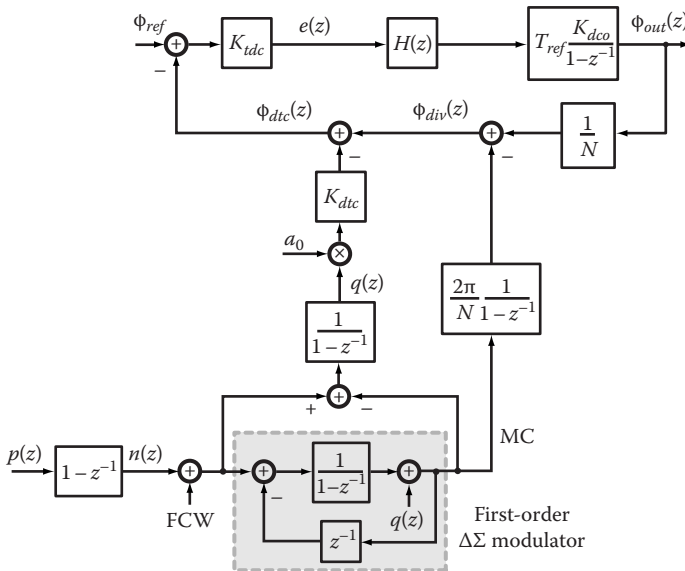 ϕref
+
−
Ktdc
e(z)
H(z)
Tref Kdco / 1−z⁻¹
ϕout(z)
ϕdtc(z)
+
−
ϕdiv(z)
+
−
1/N
Kdtc
a0
×
q(z)
1 / 1−z⁻¹
2π/N 1 / 1−z⁻¹
+
+
−
MC
p(z)
1−z⁻¹
n(z)
+
FCW
+
−
1 / 1−z⁻¹
+
q(z)
z⁻¹
First-order
ΔΣ modulator